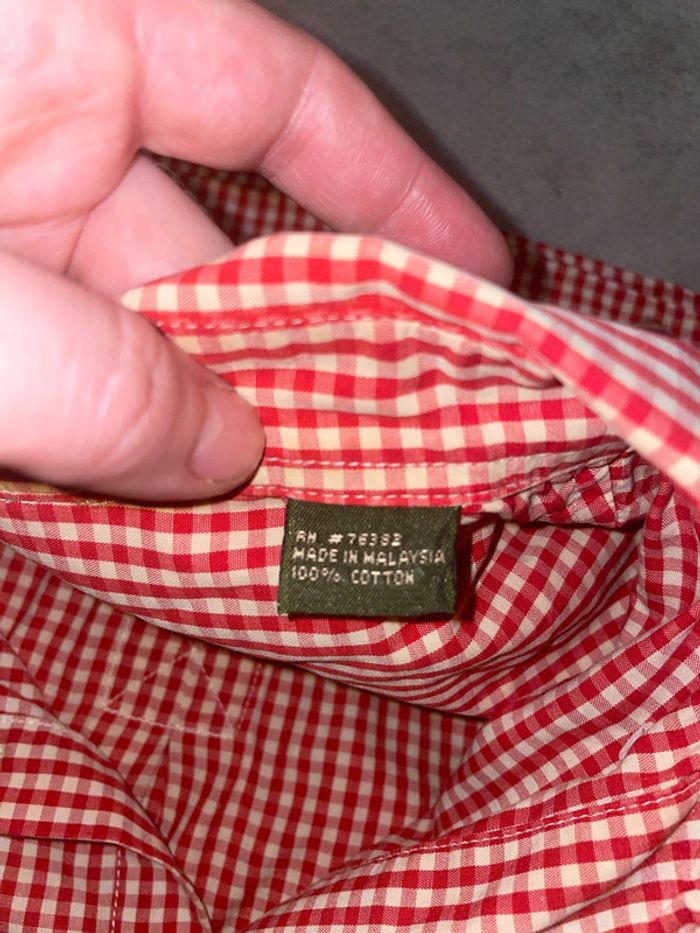 RN #76382
MADE IN MALAYSIA
100% COTTON